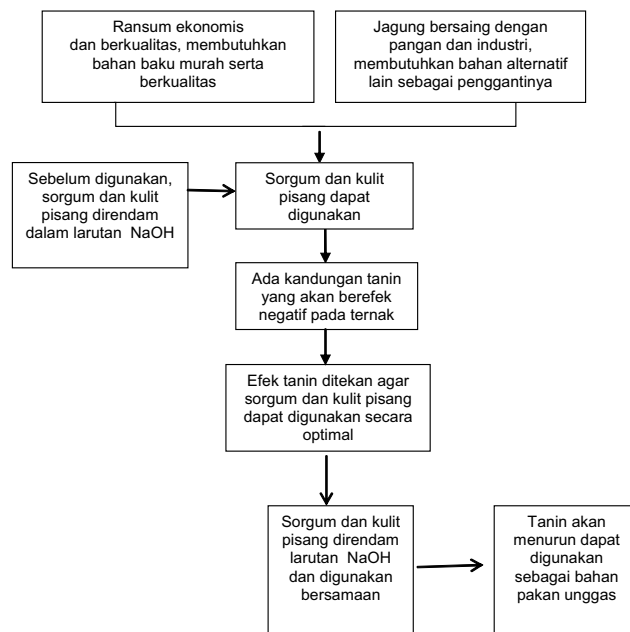 Ransum ekonomis
dan berkualitas, membutuhkan
bahan baku murah serta
berkualitas
Jagung bersaing dengan
pangan dan industri,
membutuhkan bahan alternatif
lain sebagai penggantinya
Sebelum digunakan,
sorgum dan kulit
pisang direndam
dalam larutan NaOH
Sorgum dan kulit
pisang dapat
digunakan
Ada kandungan tanin
yang akan berefek
negatif pada ternak
Efek tanin ditekan agar
sorgum dan kulit pisang
dapat digunakan secara
optimal
Sorgum dan kulit
pisang direndam
larutan NaOH
dan digunakan
bersamaan
Tanin akan
menurun dapat
digunakan
sebagai bahan
pakan unggas